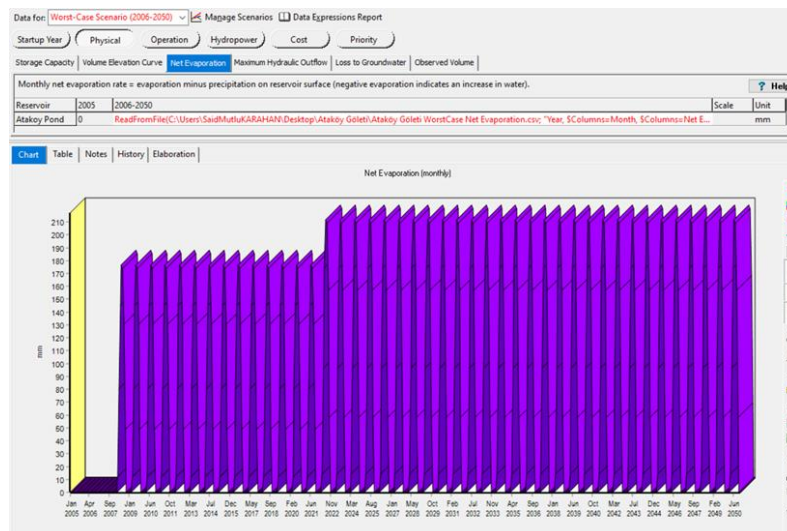 Data for: Worst-Case Scenario (2006-2050) Manage Scenarios Data Expressions Report
Startup Year Physical Operation Hydropower Cost Priority
Storage Capacity Volume Elevation Curve Net Evaporation Maximum Hydraulic Outflow Loss to Groundwater Observed Volume
Monthly net evaporation rate = evaporation minus precipitation on reservoir surface (negative evaporation indicates an increase in water). ? Help
Reservoir 2005 2006-2050 Scale Unit
Atakoy Pond 0 ReadFromFile(C:\Users\SaidMutluKARAHAN\Desktop\Ataköy Göleti\Ataköy Göleti WorstCase Net Evaporation.csv; "Year, $Columns=Month, $Columns=Net E... mm
Chart Table Notes History Elaboration
Net Evaporation (monthly)
210
200
190
180
170
160
150
140
130
120
110
100
90
80
70
60
50
40
30
20
10
0
mm
Jan Apr Sep Jan Jun Oct Mar Jul Dec May Sep Feb Jun Nov Mar Aug Jan May Oct Feb Jul Nov Apr Sep Jan Jun Oct Mar Jul Dec May Sep Feb Jun
2005 2006 2007 2009 2010 2011 2013 2014 2015 2017 2018 2020 2021 2022 2024 2025 2027 2028 2029 2031 2032 2033 2035 2036 2038 2039 2040 2042 2043 2044 2046 2047 2049 2050